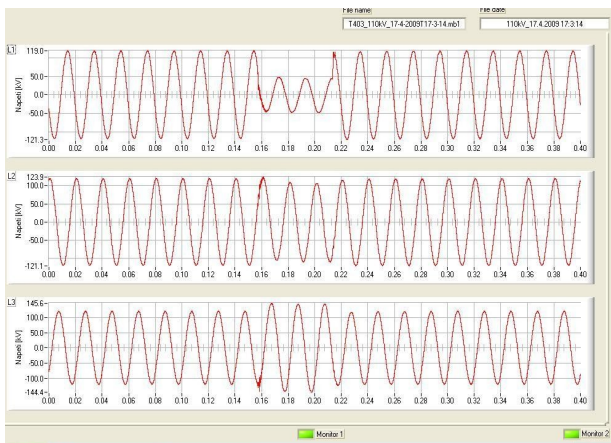 File name
File date
T403_110kV_17-4-2009T17-3-14.mb1
110kV_17.4.2009 17:3:14
L1
119.0
50.0
0.0
-50.0
-121.3
Napeti [kV]
0.00 0.02 0.04 0.06 0.08 0.10 0.12 0.14 0.16 0.18 0.20 0.22 0.24 0.26 0.28 0.30 0.32 0.34 0.36 0.38 0.40
L2
123.9
100.0
50.0
0.0
-50.0
-121.1
Napeti [kV]
0.00 0.02 0.04 0.06 0.08 0.10 0.12 0.14 0.16 0.18 0.20 0.22 0.24 0.26 0.28 0.30 0.32 0.34 0.36 0.38 0.40
L3
145.6
100.0
50.0
0.0
-50.0
-100.0
-144.4
Napeti [kV]
0.00 0.02 0.04 0.06 0.08 0.10 0.12 0.14 0.16 0.18 0.20 0.22 0.24 0.26 0.28 0.30 0.32 0.34 0.36 0.38 0.40
Monitor 1
Monitor 2